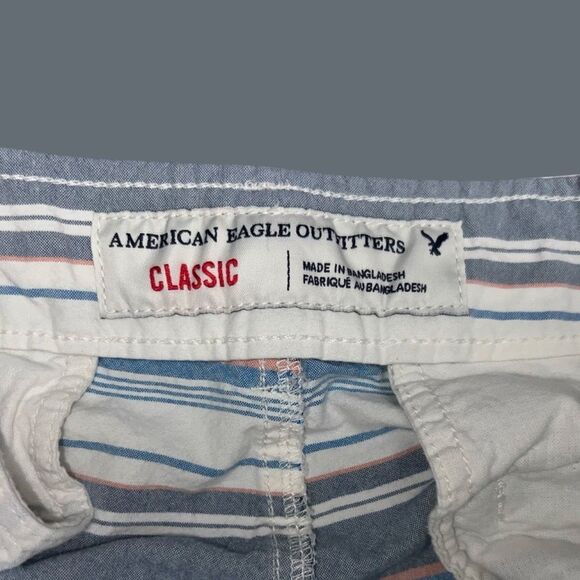 AMERICAN EAGLE OUTFITTERS
CLASSIC
MADE IN BANGLADESH
FABRIQUÉ AU BANGLADESH